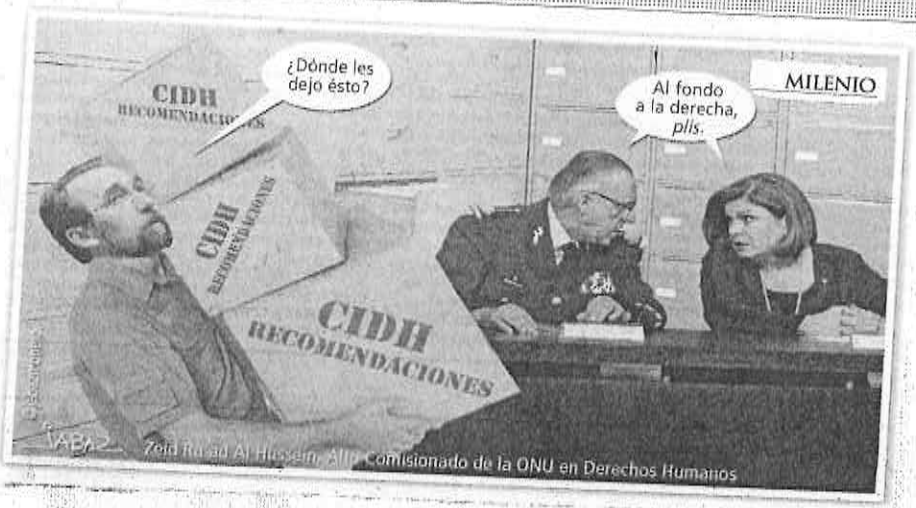 ¿Dónde les
dejo ésto?
Al fondo
a la derecha,
plis.
MILENIO
CIDH
RECOMENDACIONES
CIDH
RECOMENDACIONES
CIDH
RECOMENDACIONES
Zeid Ra'ad Al Hussein, Alto Comisionado de la ONU en Derechos Humanos